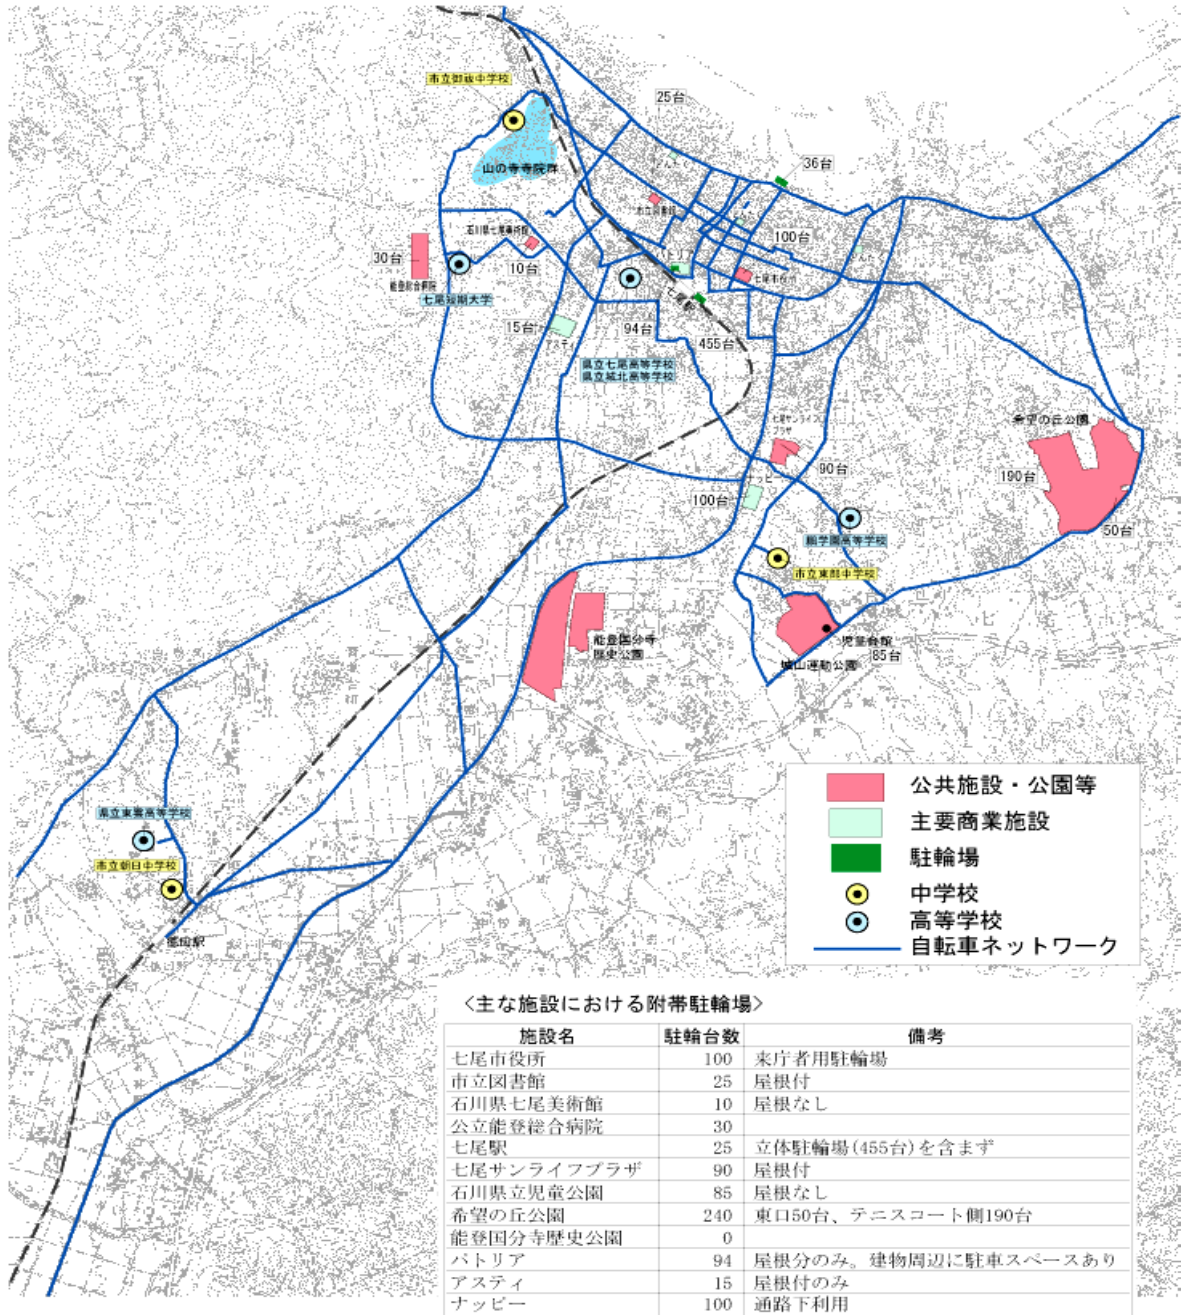 市立御祓中学校
25台
山の寺寺院群
36台
市立図書館
石川県七尾美術館
100台
30台
10台
パトリア
七尾市役所
能登総合病院
七尾短期大学
七尾駅
15台
94台
455台
アスティ
県立七尾高等学校
県立城北高等学校
七尾サンライフ
プラザ
希望の丘公園
90台
190台
ナッピー
100台
50台
鵬学園高等学校
市立東部中学校
能登国分寺
歴史公園
児童会館
85台
城山運動公園
公共施設・公園等
主要商業施設
県立東雲高等学校
駐輪場
市立朝日中学校
中学校
高等学校
徳田駅
自転車ネットワーク
<主な施設における附帯駐輪場>
施設名 駐輪台数 備考
七尾市役所 100 来庁者用駐輪場
市立図書館 25 屋根付
石川県七尾美術館 10 屋根なし
公立能登総合病院 30
七尾駅 25 立体駐輪場(455台)を含まず
七尾サンライフプラザ 90 屋根付
石川県立児童公園 85 屋根なし
希望の丘公園 240 東口50台、テニスコート側190台
能登国分寺歴史公園 0
パトリア 94 屋根分のみ。建物周辺に駐車スペースあり
アスティ 15 屋根付のみ
ナッピー 100 通路下利用